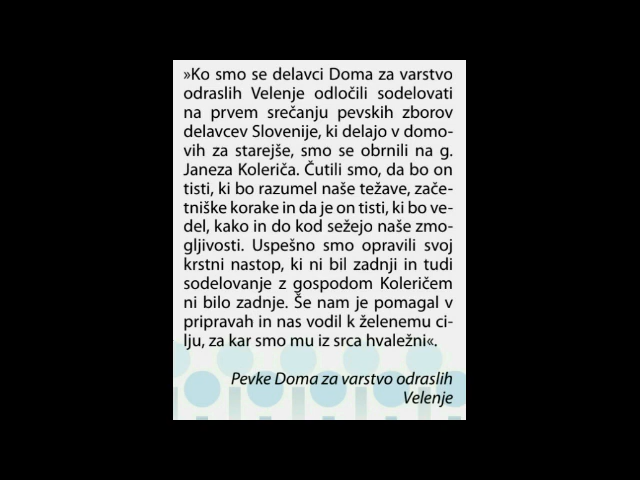 »Ko smo se delavci Doma za varstvo
odraslih Velenje odločili sodelovati
na prvem srečanju pevskih zborov
delavcev Slovenije, ki delajo v domo-
vih za starejše, smo se obrnili na g.
Janeza Koleriča. Čutili smo, da bo on
tisti, ki bo razumel naše težave, zače-
tniške korake in da je on tisti, ki bo ve-
del, kako in do kod sežejo naše zmo-
gljivosti. Uspešno smo opravili svoj
krstni nastop, ki ni bil zadnji in tudi
sodelovanje z gospodom Koleričem
ni bilo zadnje. Še nam je pomagal v
pripravah in nas vodil k želenemu ci-
lju, za kar smo mu iz srca hvaležni«.
Pevke Doma za varstvo odraslih
Velenje